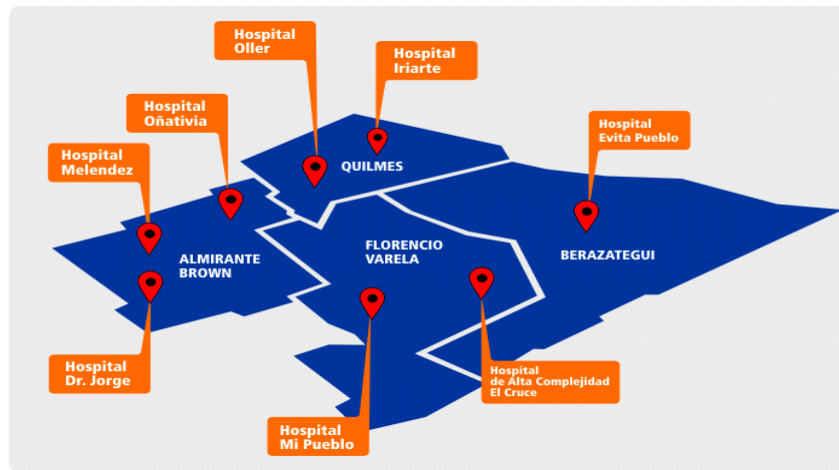 Hospital
Oller
Hospital
Iriarte
Hospital
Oñativia
Hospital
Evita Pueblo
Hospital
Melendez
QUILMES
ALMIRANTE
BROWN
FLORENCIO
VARELA
BERAZATEGUI
Hospital
Dr. Jorge
Hospital
de Alta Complejidad
El Cruce
Hospital
Mi Pueblo